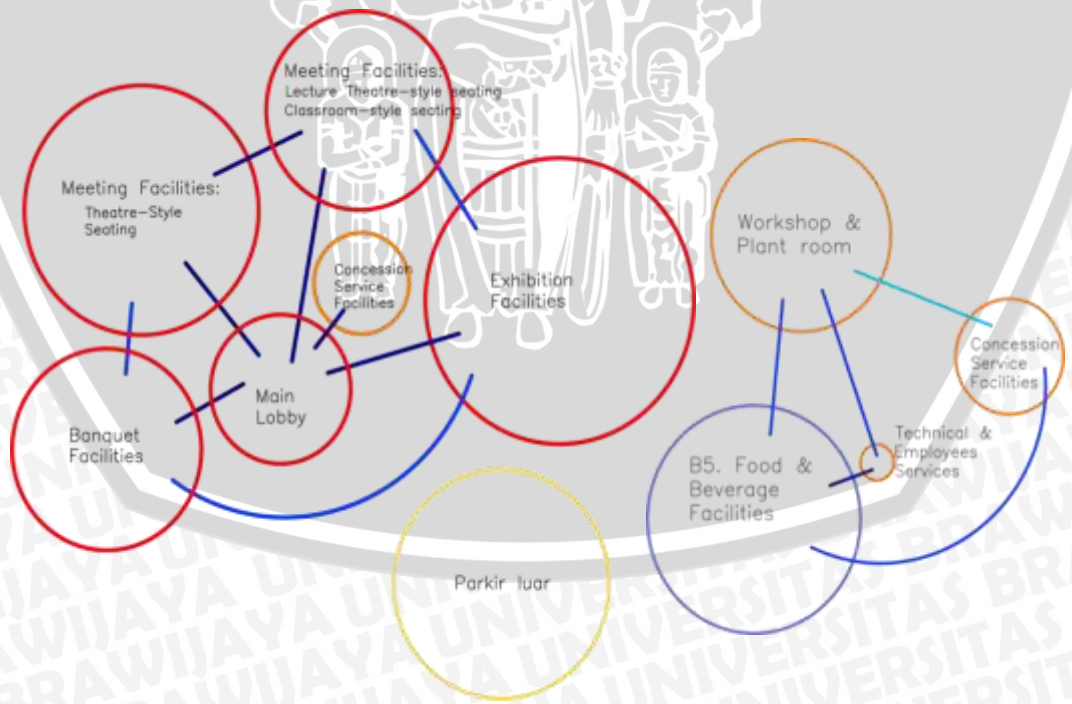 Meeting Facilities:
Lecture Theatre-style seating
Classroom-style seating
Meeting Facilities:
Theatre-Style
Seating
Concession
Service
Facilities
Exhibition
Facilities
Main
Lobby
Banquet
Facilities
Workshop &
Plant room
Concession
Service
Facilities
Technical &
Employees
Services
B5. Food &
Beverage
Facilities
Parkir luar
UNIVERSITAS BRAWIJAYA